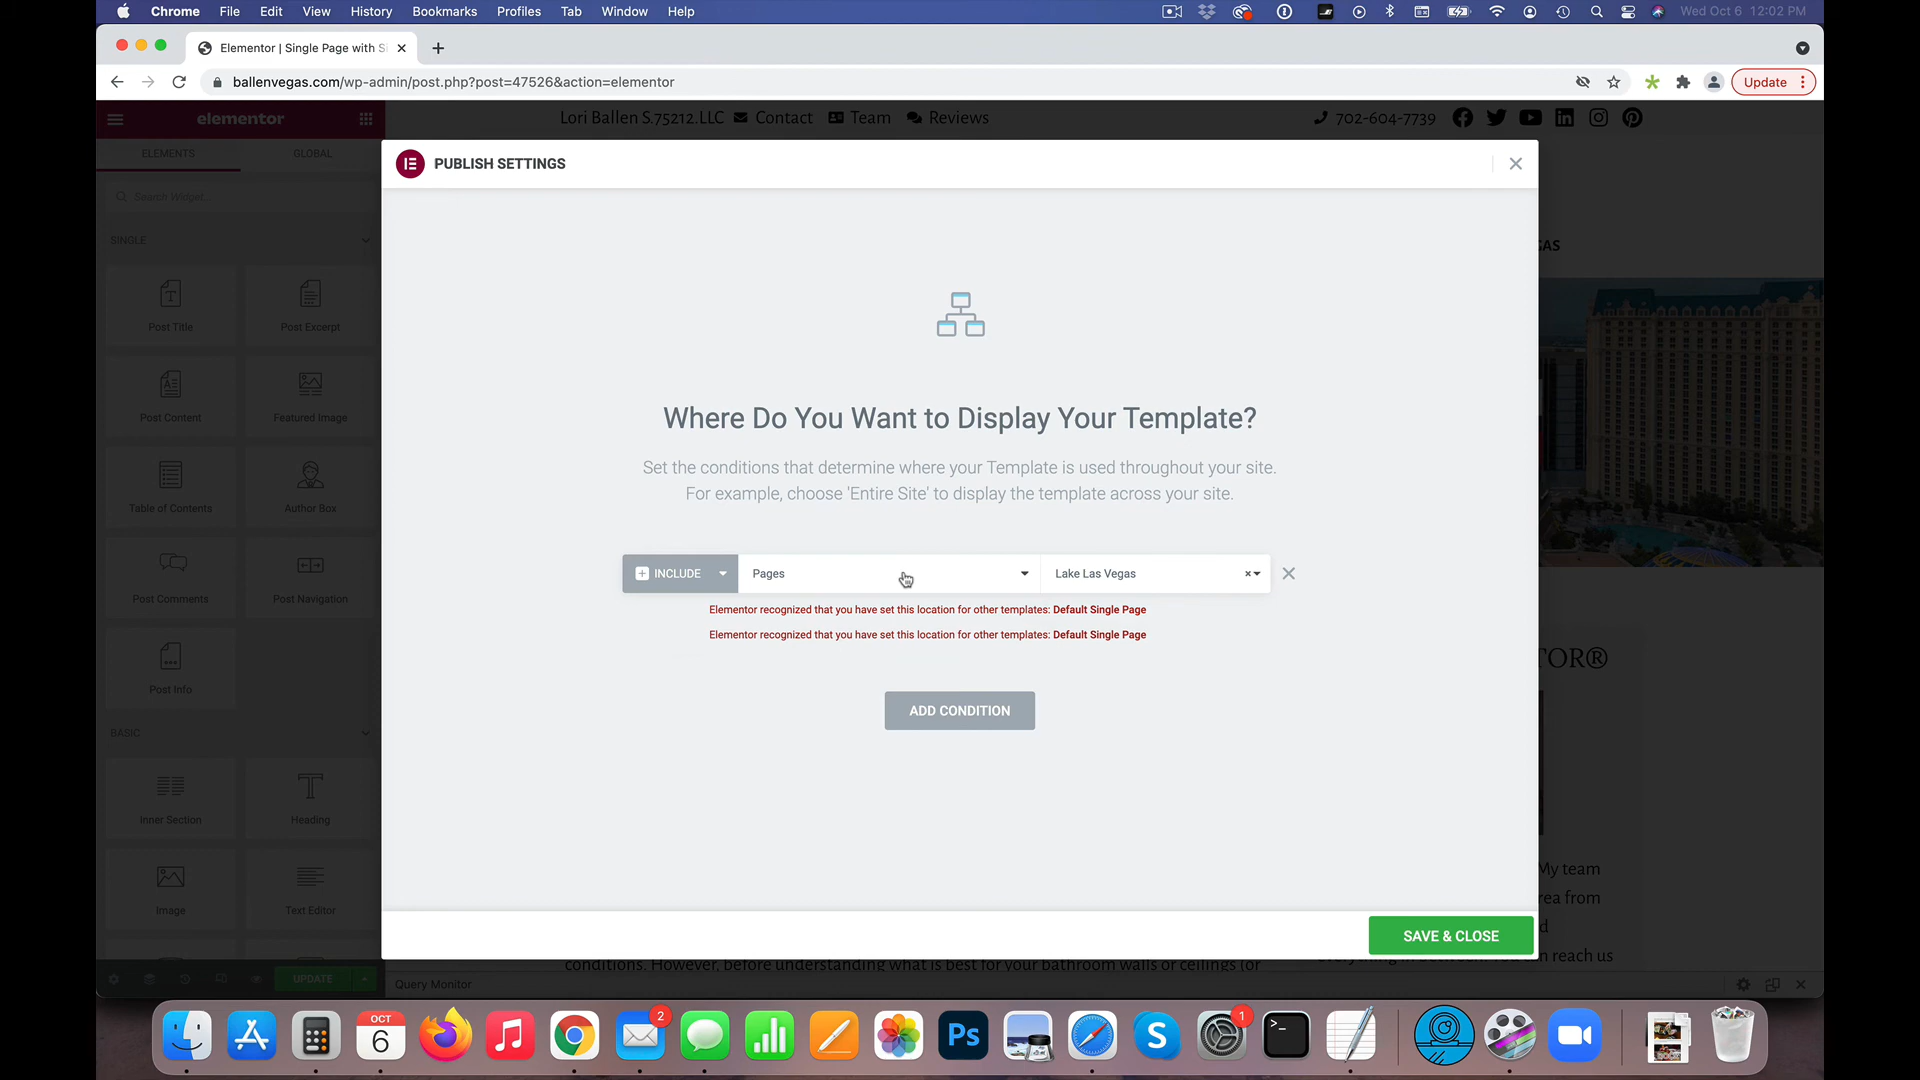 Chrome File Edit View History Bookmarks Profiles Tab Window Help Wed Oct 6 12:02 PM
Elementor | Single Page with S
ballenvegas.com/wp-admin/post.php?post=47526&action=elementor
Update
elementor
Lori Ballen S.75212.LLC Contact Team Reviews 702-604-7739
ELEMENTS GLOBAL
PUBLISH SETTINGS
Search Widget...
SINGLE
GAS
Post Title Post Excerpt
Where Do You Want to Display Your Template?
Post Content Featured Image
Set the conditions that determine where your Template is used throughout your site.
For example, choose 'Entire Site' to display the template across your site.
Table of Contents Author Box
INCLUDE Pages Lake Las Vegas
Post Comments Post Navigation
Elementor recognized that you have set this location for other templates: Default Single Page
Elementor recognized that you have set this location for other templates: Default Single Page
TOR®
Post Info
ADD CONDITION
BASIC
Inner Section Heading
My team
rea from
Image Text Editor
d
SAVE & CLOSE
conditions. However, before understanding what is best for your bathroom walls or ceilings (or
reach us
UPDATE
Query Monitor
2
1
OCT
6
Ps